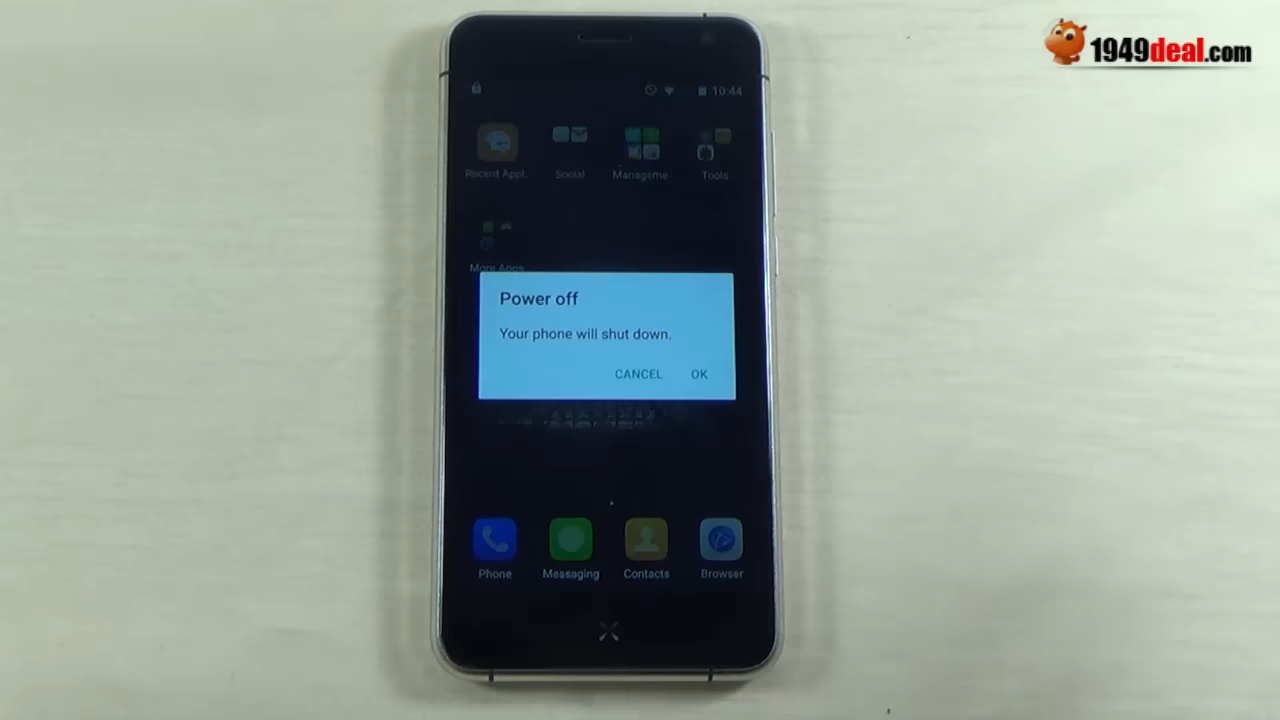 1949deal.com
10:44
Recent Appl.
Social
Manageme
Tools
More Apps
Power off
Your phone will shut down.
CANCEL OK
Phone
Messaging
Contacts
Browser